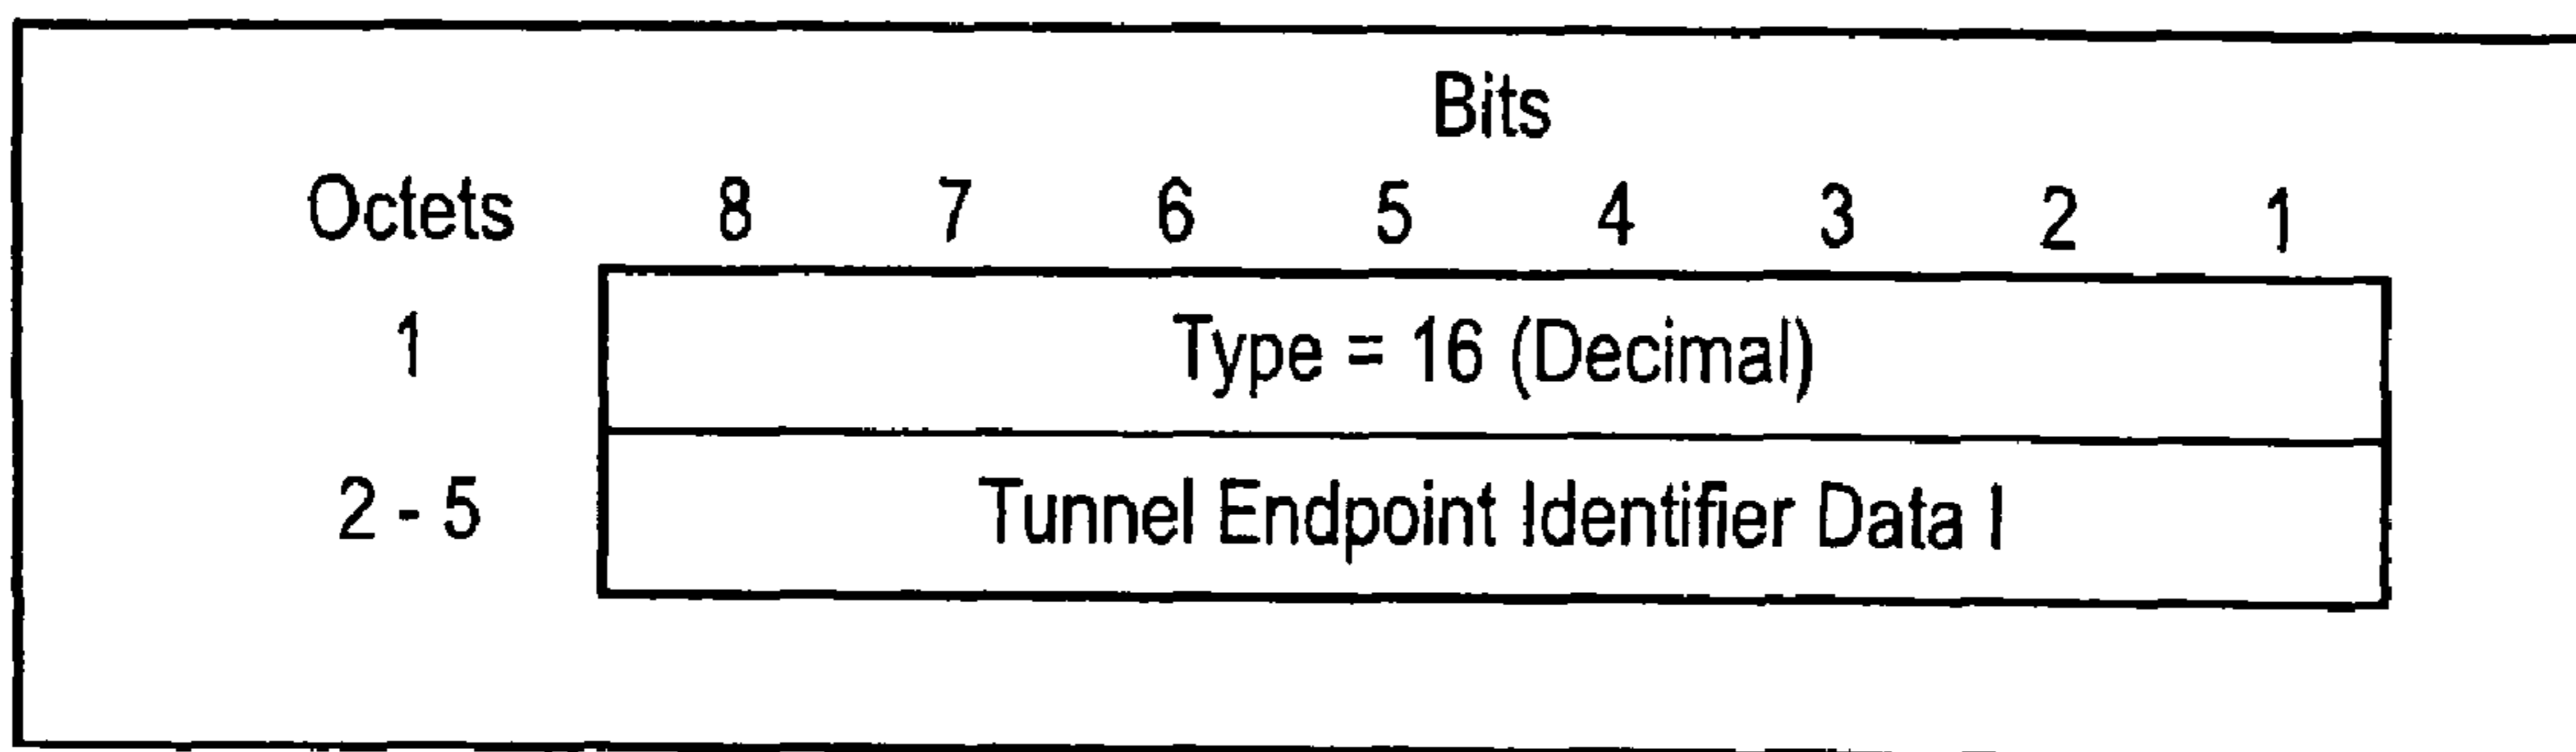 Bits
Octets 8 7 6 5 4 3 2 1
1 Type = 16 (Decimal)
2 - 5 Tunnel Endpoint Identifier Data I